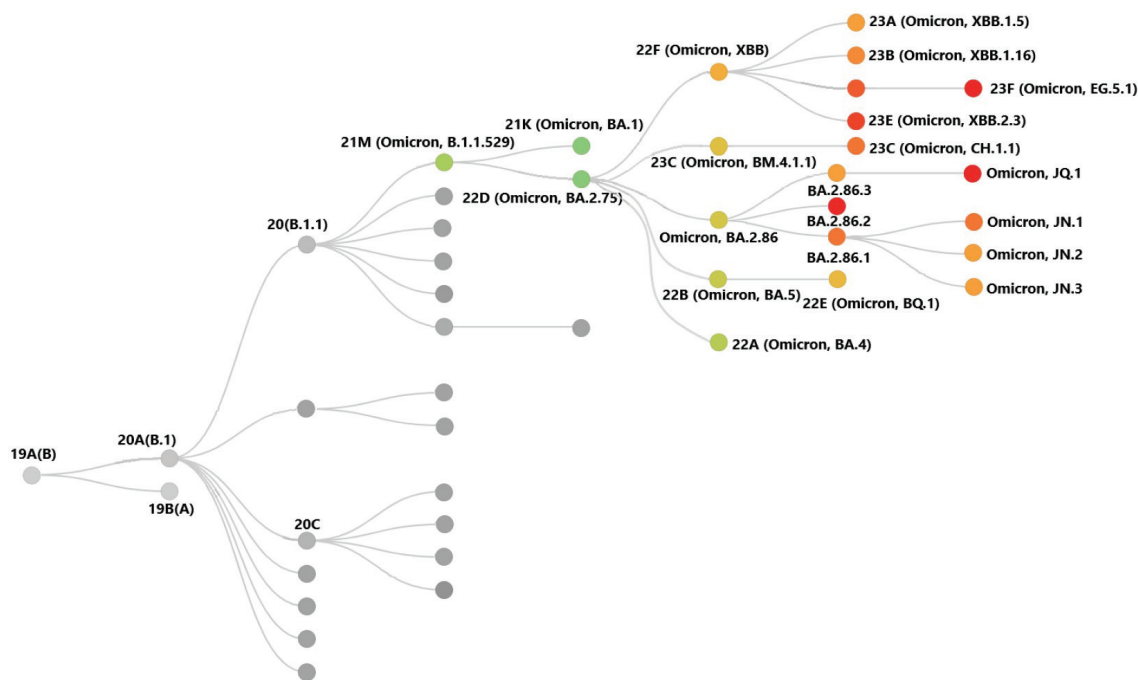 23A (Omicron, XBB.1.5)
22F (Omicron, XBB)
23B (Omicron, XBB.1.16)
23F (Omicron, EG.5.1)
21K (Omicron, BA.1)
23E (Omicron, XBB.2.3)
21M (Omicron, B.1.1.529)
23C (Omicron, BM.4.1.1)
23C (Omicron, CH.1.1)
Omicron, JQ.1
22D (Omicron, BA.2.75)
BA.2.86.3
BA.2.86.2
Omicron, JN.1
20(B.1.1)
Omicron, BA.2.86
BA.2.86.1
Omicron, JN.2
Omicron, JN.3
22B (Omicron, BA.5)
22E (Omicron, BQ.1)
22A (Omicron, BA.4)
20A(B.1)
19A(B)
19B(A)
20C